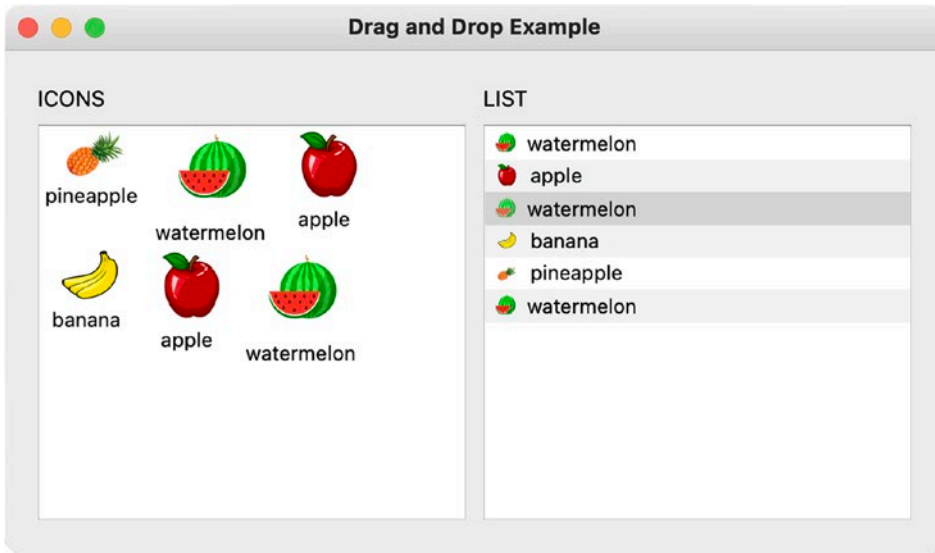 Drag and Drop Example
ICONS
pineapple
watermelon
apple
banana
apple
watermelon
LIST
watermelon
apple
watermelon
banana
pineapple
watermelon